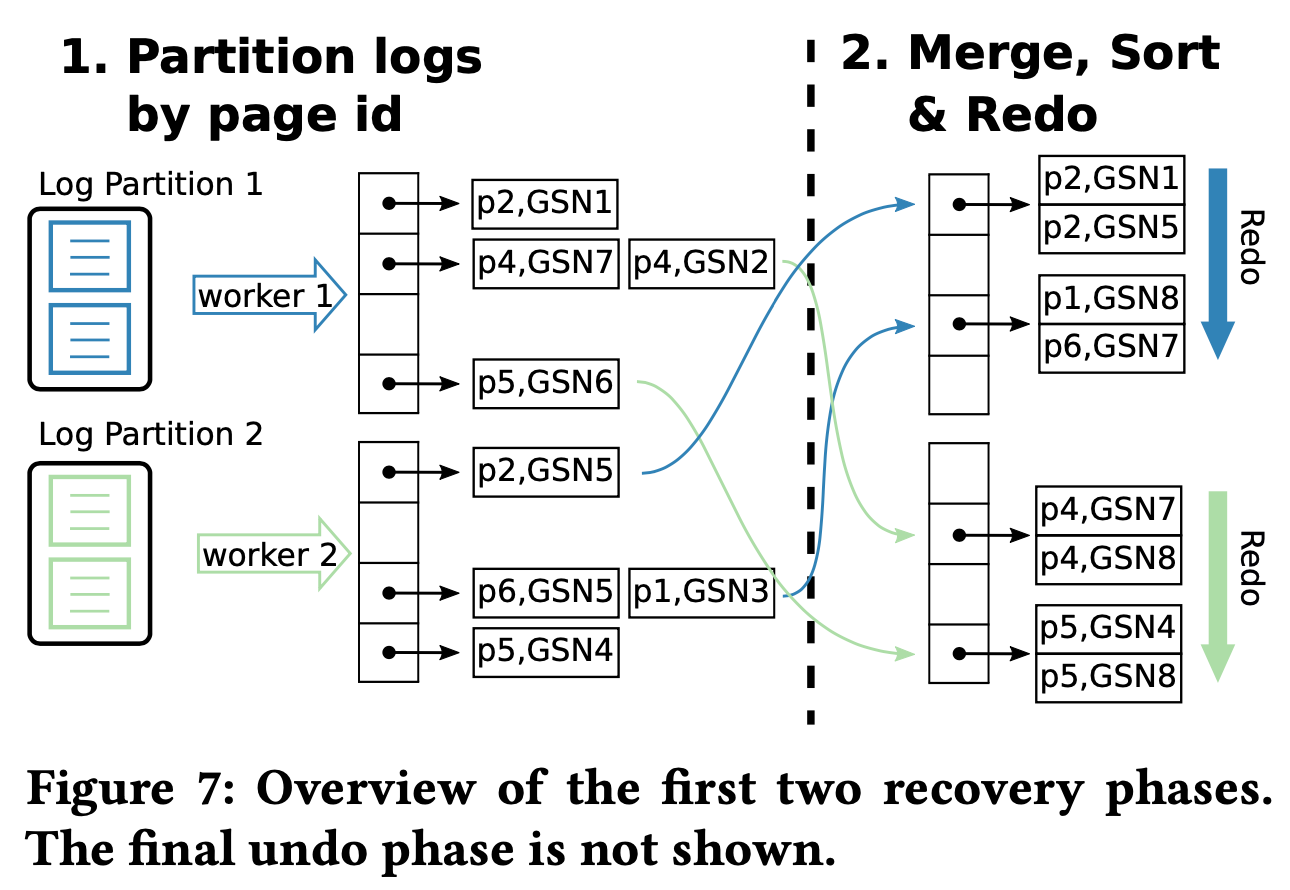 1. Partition logs
by page id
2. Merge, Sort
& Redo
Log Partition 1
worker 1
p2,GSN1
p4,GSN7 p4,GSN2
p5,GSN6
Log Partition 2
worker 2
p2,GSN5
p6,GSN5 p1,GSN3
p5,GSN4
p2,GSN1
p2,GSN5
p1,GSN8
p6,GSN7
Redo
p4,GSN7
p4,GSN8
p5,GSN4
p5,GSN8
Redo
Figure 7: Overview of the first two recovery phases.
The final undo phase is not shown.